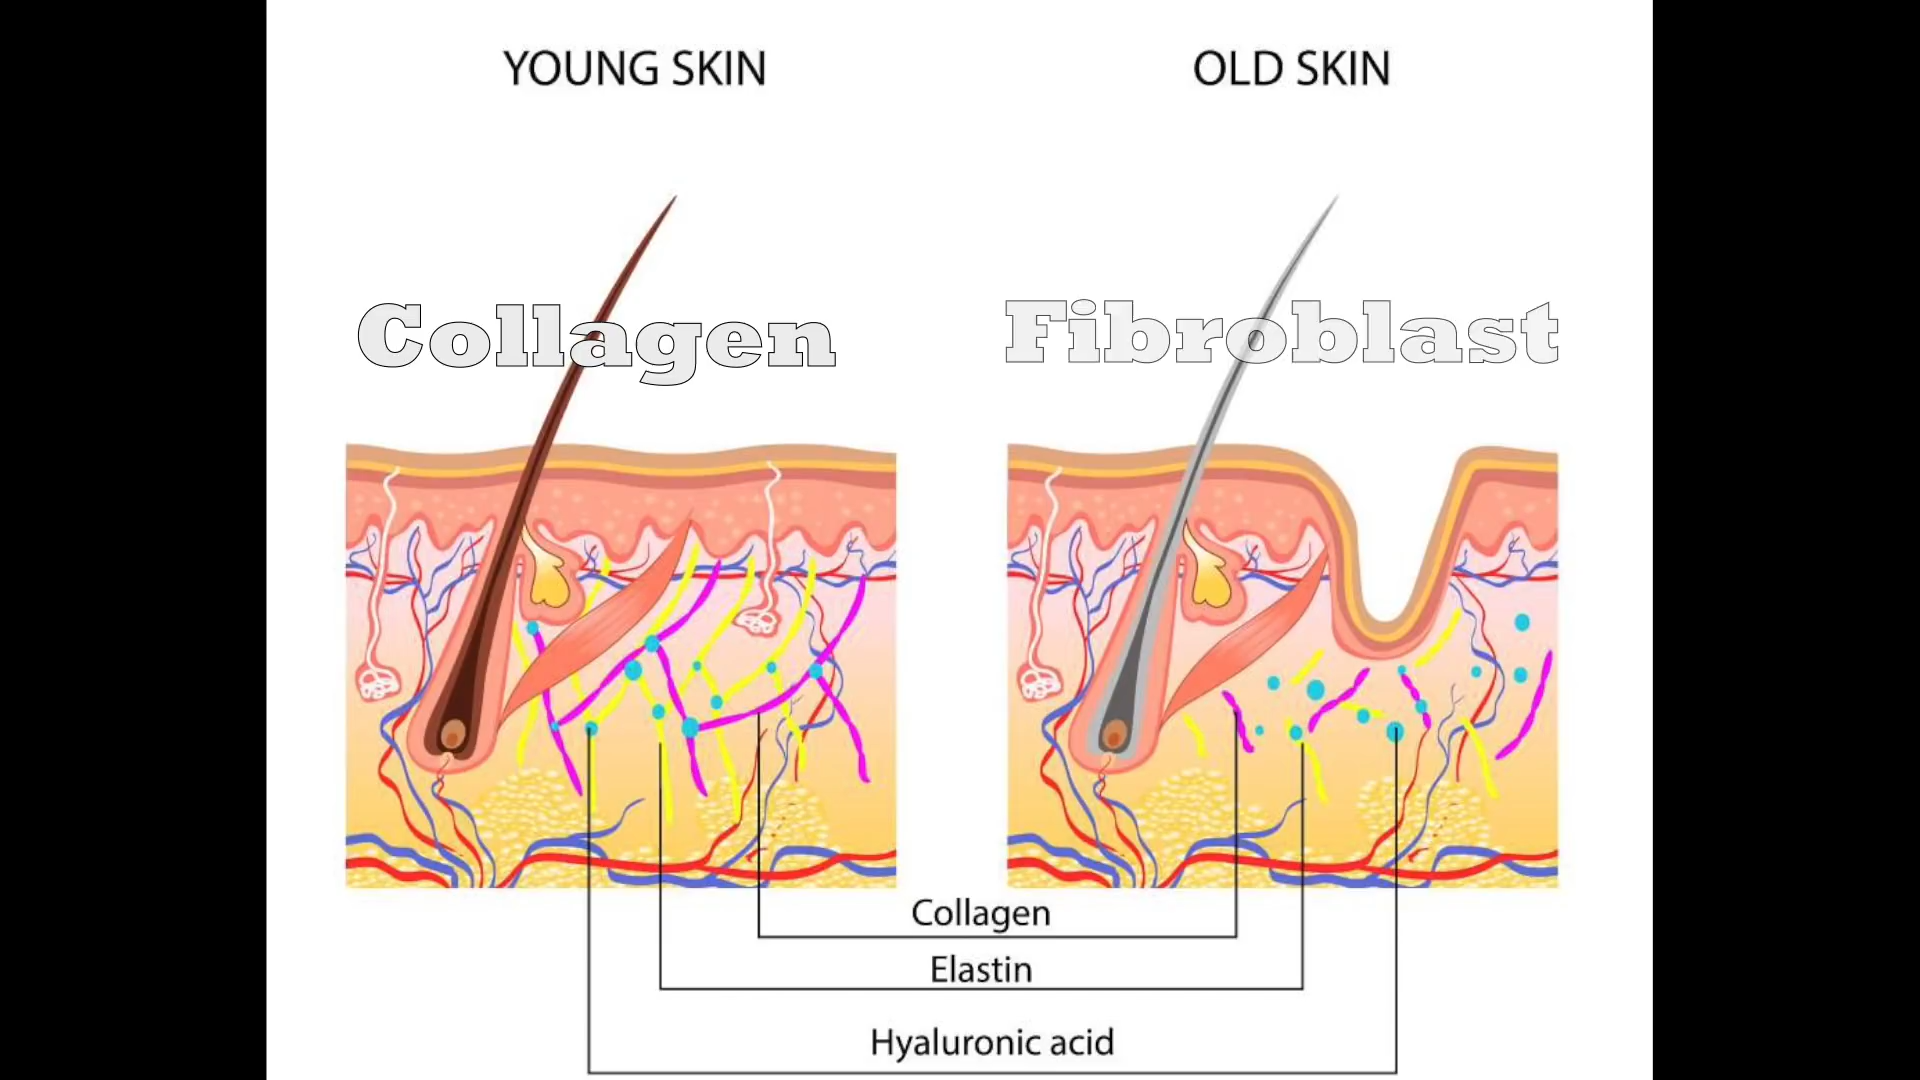 YOUNG SKIN
OLD SKIN
Collagen
Fibroblast
Collagen
Elastin
Hyaluronic acid